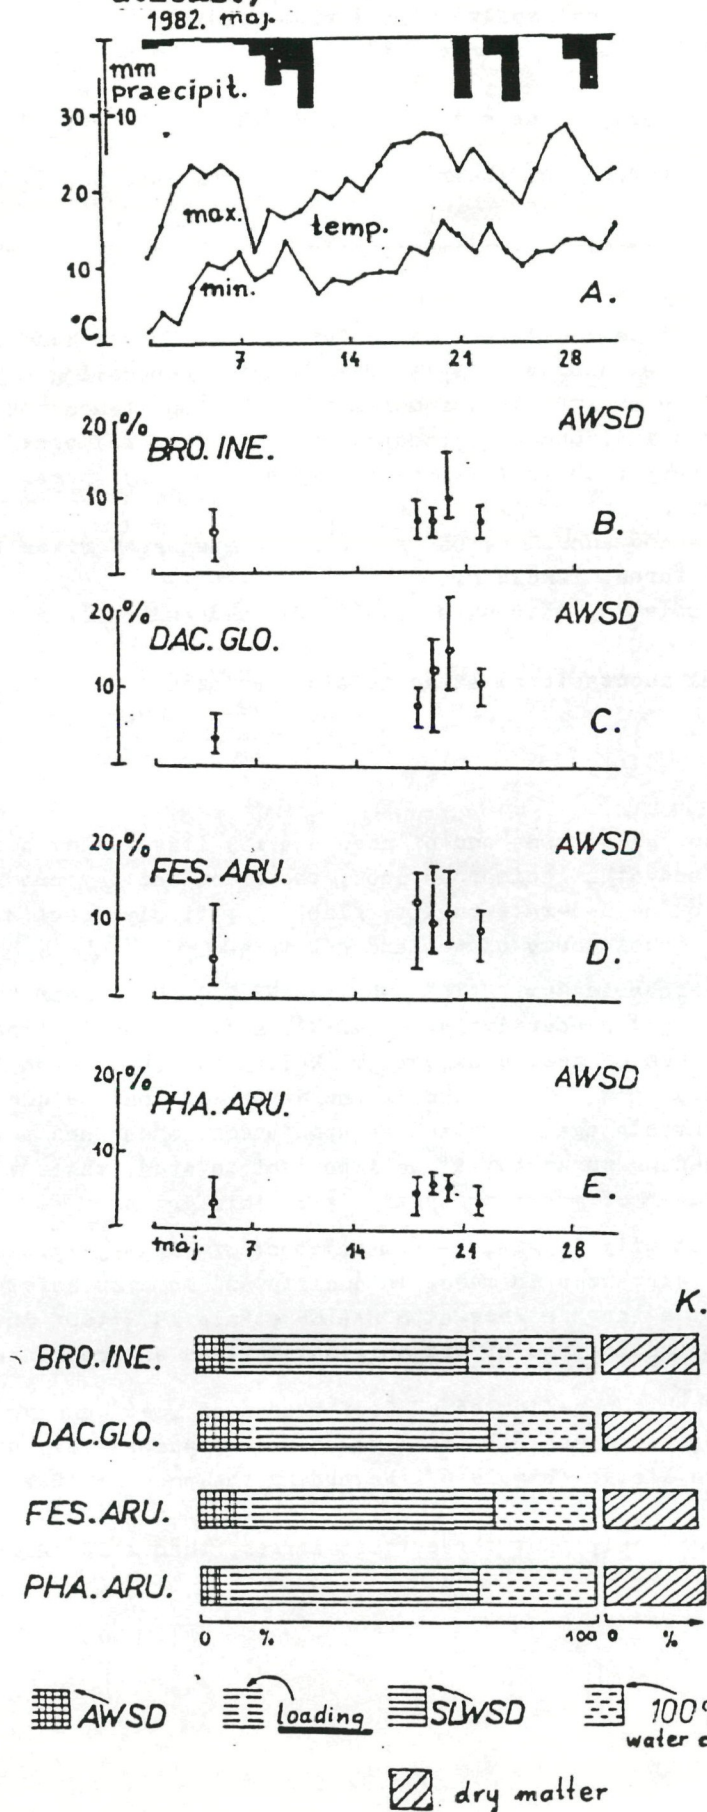 1982. maj.
mm
praecipit.
30 10
20
max. temp.
10
min.
°C A.
7 14 21 28
20 % BRO. INE. AWSD
10
B.
20 % DAC. GLO. AWSD
10
C.
20 % FES. ARU. AWSD
10
D.
20 % PHA. ARU. AWSD
10
E.
máj. 7 14 21 28
K.
BRO. INE.
DAC.GLO.
FES. ARU.
PHA. ARU.
0 % 100 0 %
AWSD loading SLWSD 100%
water
dry matter